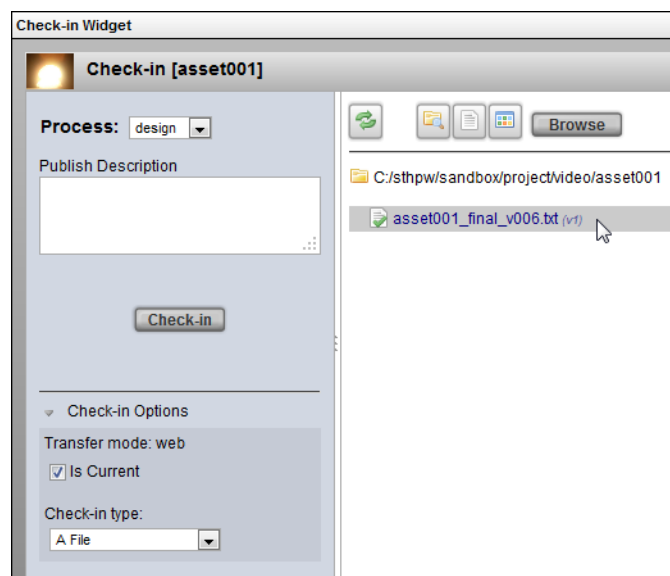 Check-in Widget
Check-in [asset001]
Process: design
Publish Description
Check-in
Check-in Options
Transfer mode: web
Is Current
Check-in type:
A File
Browse
C:/sthpw/sandbox/project/video/asset001
asset001_final_v006.txt (v1)